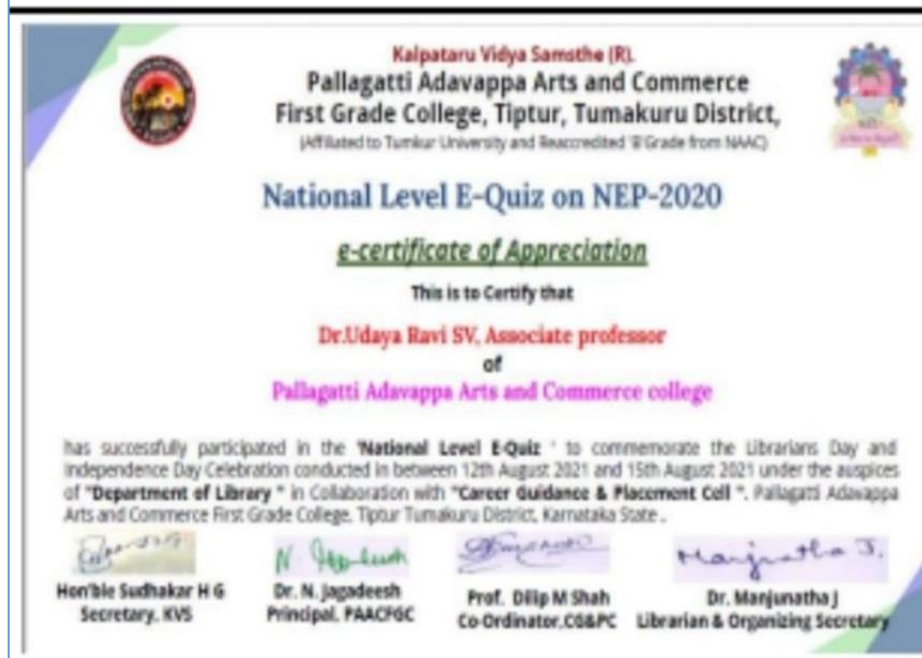 Kalpataru Vidya Samsthe (R).
Pallagatti Adavappa Arts and Commerce
First Grade College, Tiptur, Tumakuru District,
(Affiliated to Tumkur University and Reaccredited 'B'Grade from NAAC)
National Level E-Quiz on NEP-2020
e-certificate of Appreciation
This is to Certify that
Dr.Udaya Ravi SV, Associate professor
of
Pallagatti Adavappa Arts and Commerce college
has successfully participated in the "National Level E-Quiz " to commemorate the Librarians Day and
Independence Day Celebration conducted in between 12th August 2021 and 15th August 2021 under the auspices
of "Department of Library " in Collaboration with "Career Guidance & Placement Cell ", Pallagatti Adavappa
Arts and Commerce First Grade College, Tiptur Tumakuru District, Karnataka State .
Manjunatha J.
Hon'ble Sudhakar H G
Secretary, KVS
Dr. N. Jagadeesh
Principal, PAACFGC
Prof. Dilip M Shah
Co-Ordinator,CG&PC
Dr. Manjunatha J
Librarian & Organizing Secretary